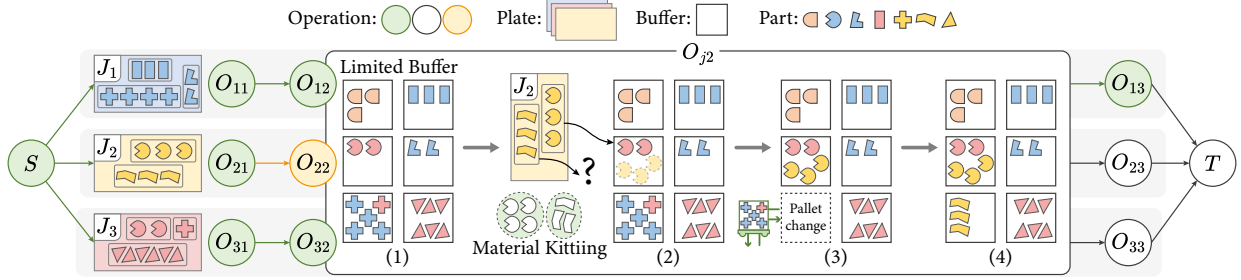 Operation: Plate: Buffer: Part:
O_{j2}
J_1 O_{11} O_{12} Limited Buffer J_2 O_{13}
S J_2 O_{21} O_{22} ? O_{23} T
J_3 O_{31} O_{32} Pallet change O_{33}
Material Kittiing
(1) (2) (3) (4)